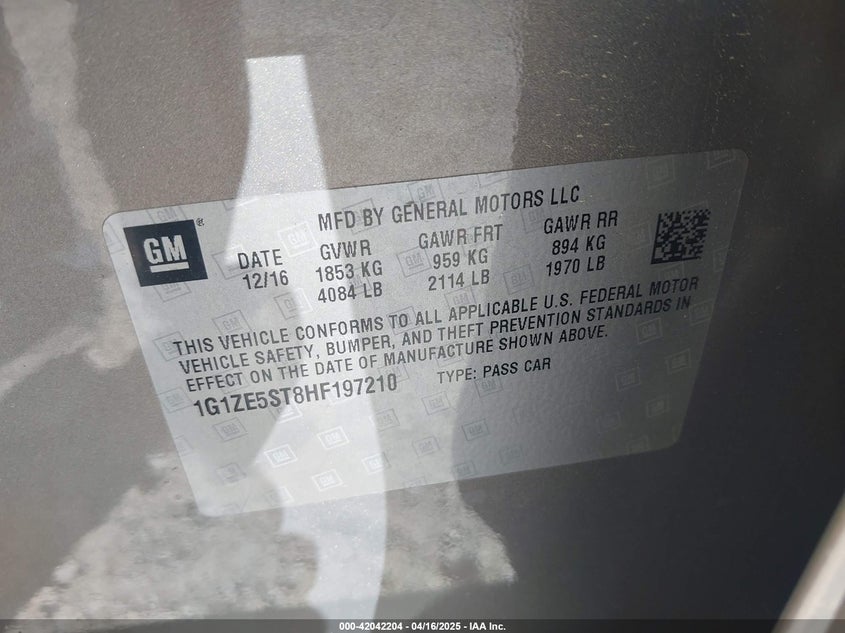 MFD BY GENERAL MOTORS LLC
GM®
DATE GVWR GAWR FRT GAWR RR
12/16 1853 KG 959 KG 894 KG
4084 LB 2114 LB 1970 LB
THIS VEHICLE CONFORMS TO ALL APPLICABLE U.S. FEDERAL MOTOR
VEHICLE SAFETY, BUMPER, AND THEFT PREVENTION STANDARDS IN
EFFECT ON THE DATE OF MANUFACTURE SHOWN ABOVE.
1G1ZE5ST8HF197210 TYPE: PASS CAR
000-42042204 - 04/16/2025 - IAA Inc.